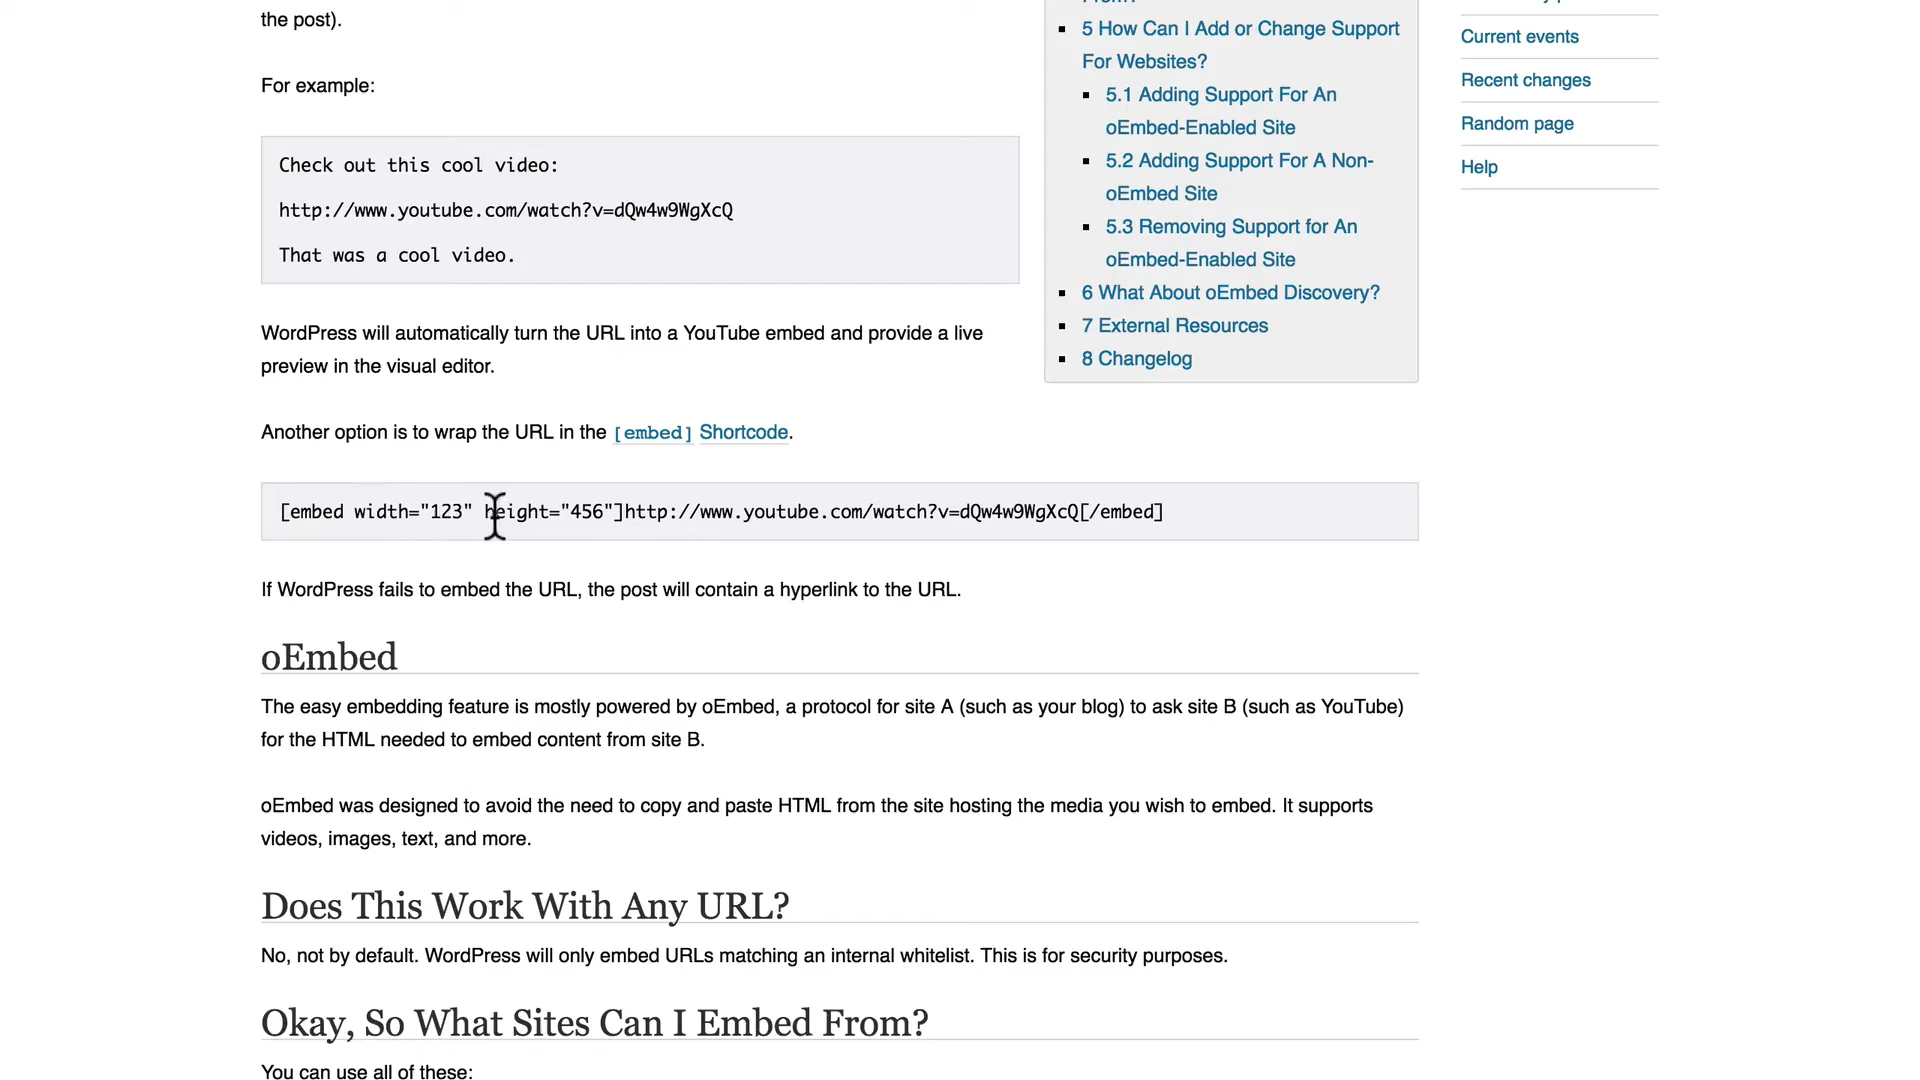 the post).
For example:
Check out this cool video:
http://www.youtube.com/watch?v=dQw4w9WgXcQ
That was a cool video.
WordPress will automatically turn the URL into a YouTube embed and provide a live
preview in the visual editor.
Another option is to wrap the URL in the [embed] Shortcode.
[embed width="123" height="456"]http://www.youtube.com/watch?v=dQw4w9WgXcQ[/embed]
If WordPress fails to embed the URL, the post will contain a hyperlink to the URL.
oEmbed
The easy embedding feature is mostly powered by oEmbed, a protocol for site A (such as your blog) to ask site B (such as YouTube)
for the HTML needed to embed content from site B.
oEmbed was designed to avoid the need to copy and paste HTML from the site hosting the media you wish to embed. It supports
videos, images, text, and more.
Does This Work With Any URL?
No, not by default. WordPress will only embed URLs matching an internal whitelist. This is for security purposes.
Okay, So What Sites Can I Embed From?
You can use all of these:
5 How Can I Add or Change Support
For Websites?
5.1 Adding Support For An
oEmbed-Enabled Site
5.2 Adding Support For A Non-
oEmbed Site
5.3 Removing Support for An
oEmbed-Enabled Site
6 What About oEmbed Discovery?
7 External Resources
8 Changelog
Current events
Recent changes
Random page
Help